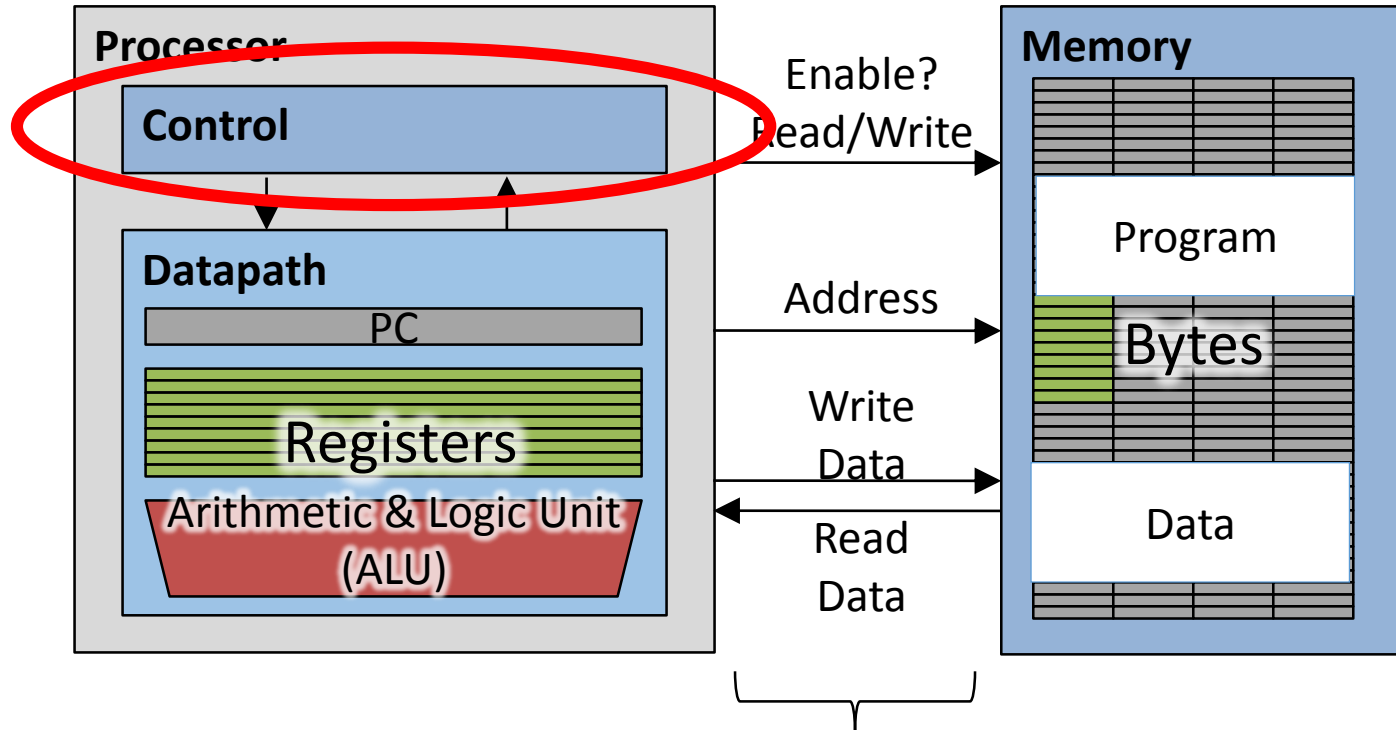 Processor
Control
Datapath
PC
Registers
Arithmetic & Logic Unit
(ALU)
Enable?
Read/Write
Address
Write
Data
Read
Data
Memory
Program
Bytes
Data